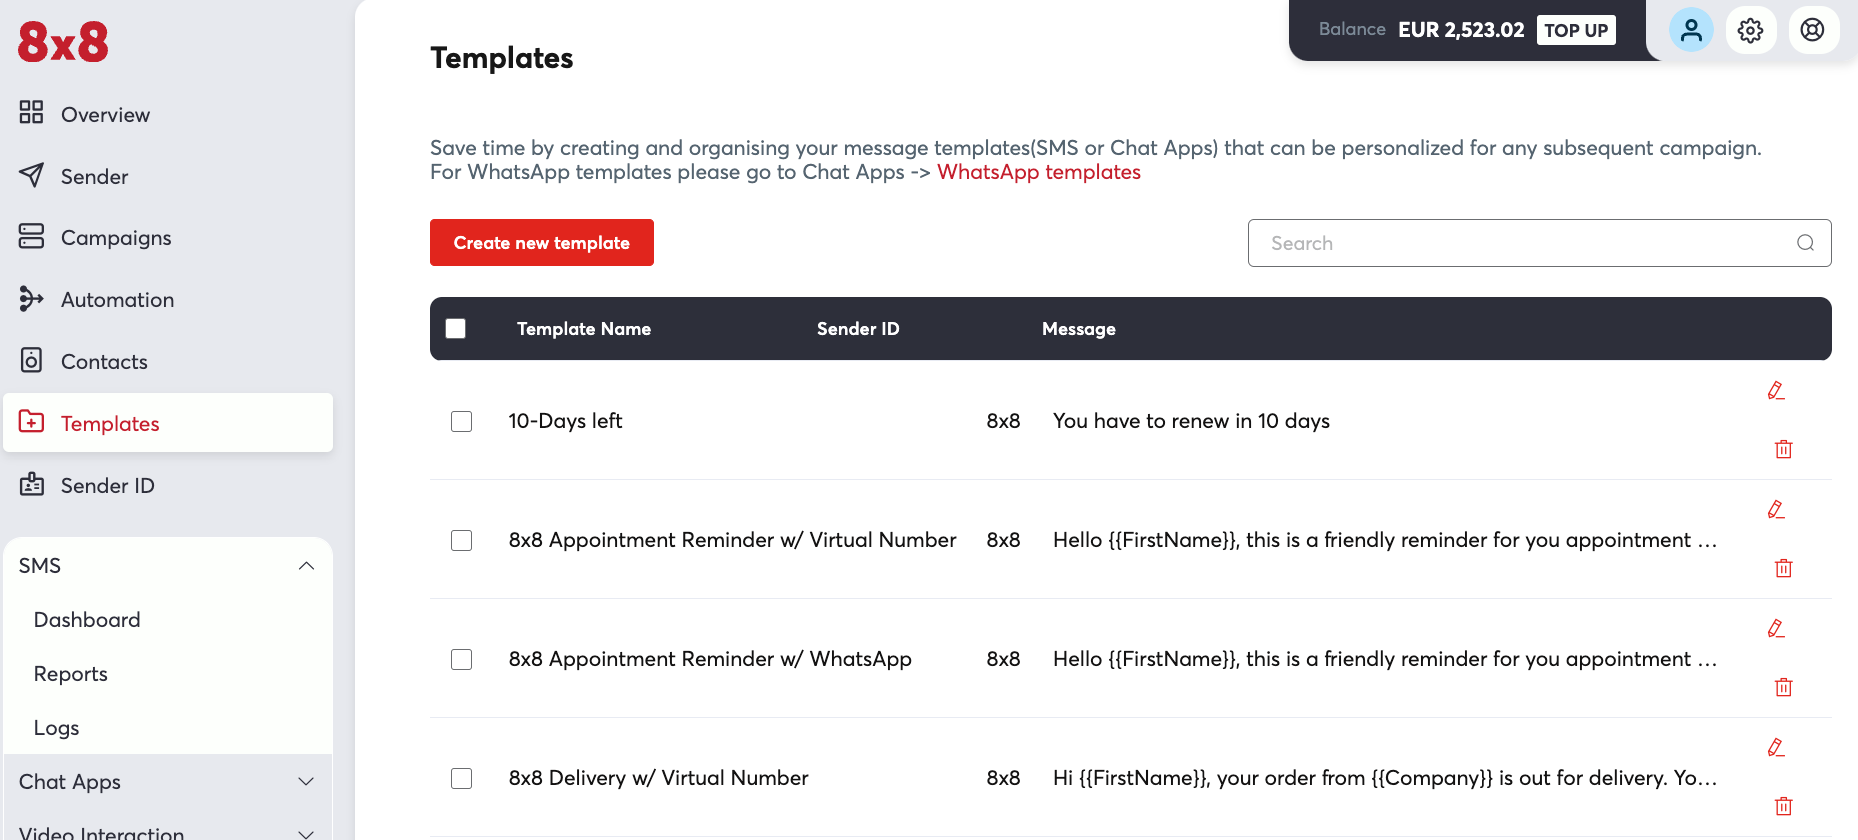 8x8
Overview
Sender
Campaigns
Automation
Contacts
Templates
Sender ID
SMS
Dashboard
Reports
Logs
Chat Apps
Video Interaction
Balance EUR 2,523.02 TOP UP
Templates
Save time by creating and organising your message templates(SMS or Chat Apps) that can be personalized for any subsequent campaign.
For WhatsApp templates please go to Chat Apps -> WhatsApp templates
Create new template
Search
Template Name Sender ID Message
10-Days left 8x8 You have to renew in 10 days
8x8 Appointment Reminder w/ Virtual Number 8x8 Hello {{FirstName}}, this is a friendly reminder for you appointment ...
8x8 Appointment Reminder w/ WhatsApp 8x8 Hello {{FirstName}}, this is a friendly reminder for you appointment ...
8x8 Delivery w/ Virtual Number 8x8 Hi {{FirstName}}, your order from {{Company}} is out for delivery. Yo...